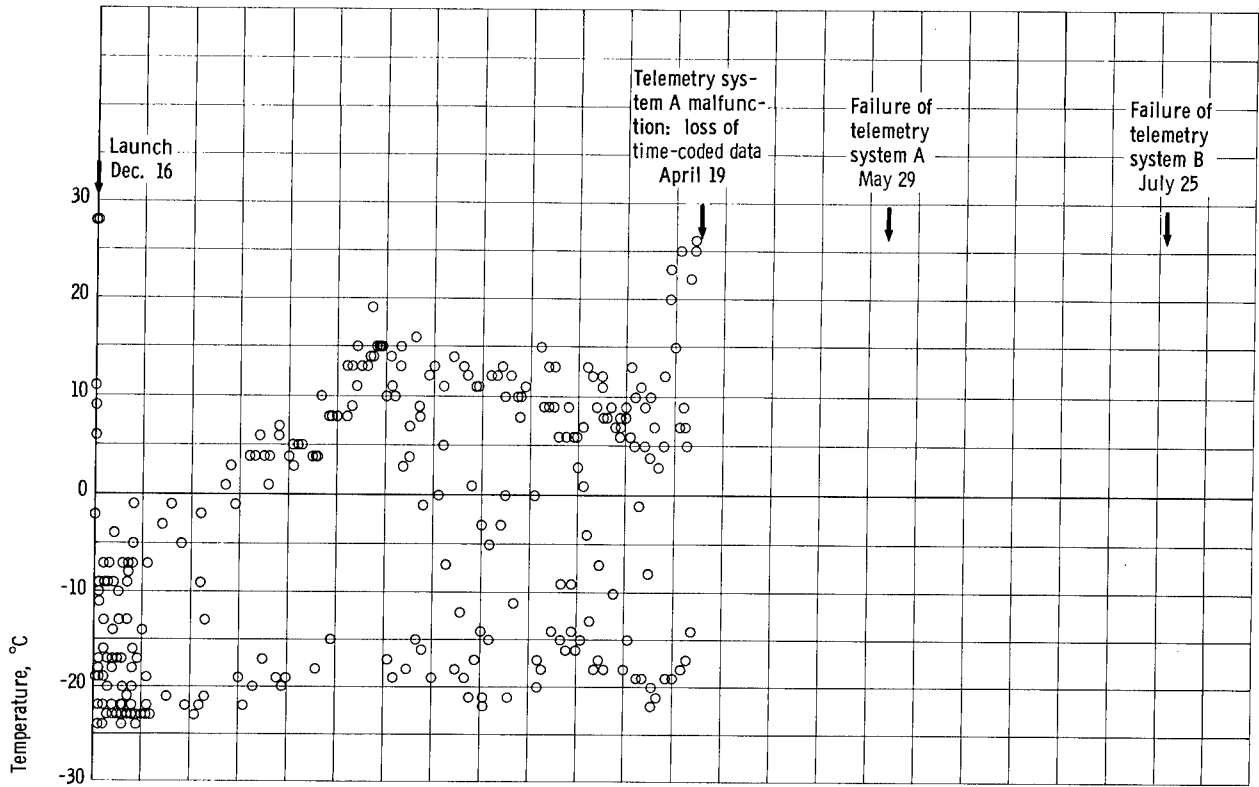 Launch
Dec. 16
Telemetry sys-
tem A malfunc-
tion: loss of
time-coded data
April 19
Failure of
telemetry
system A
May 29
Failure of
telemetry
system B
July 25
30
20
10
0
-10
-20
-30
Temperature, °C